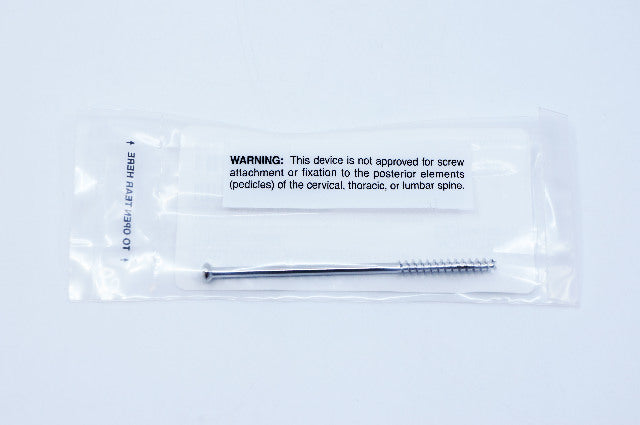 WARNING: This device is not approved for screw
attachment or fixation to the posterior elements
(pedicles) of the cervical, thoracic, or lumbar spine.
TO OPEN TEAR HERE